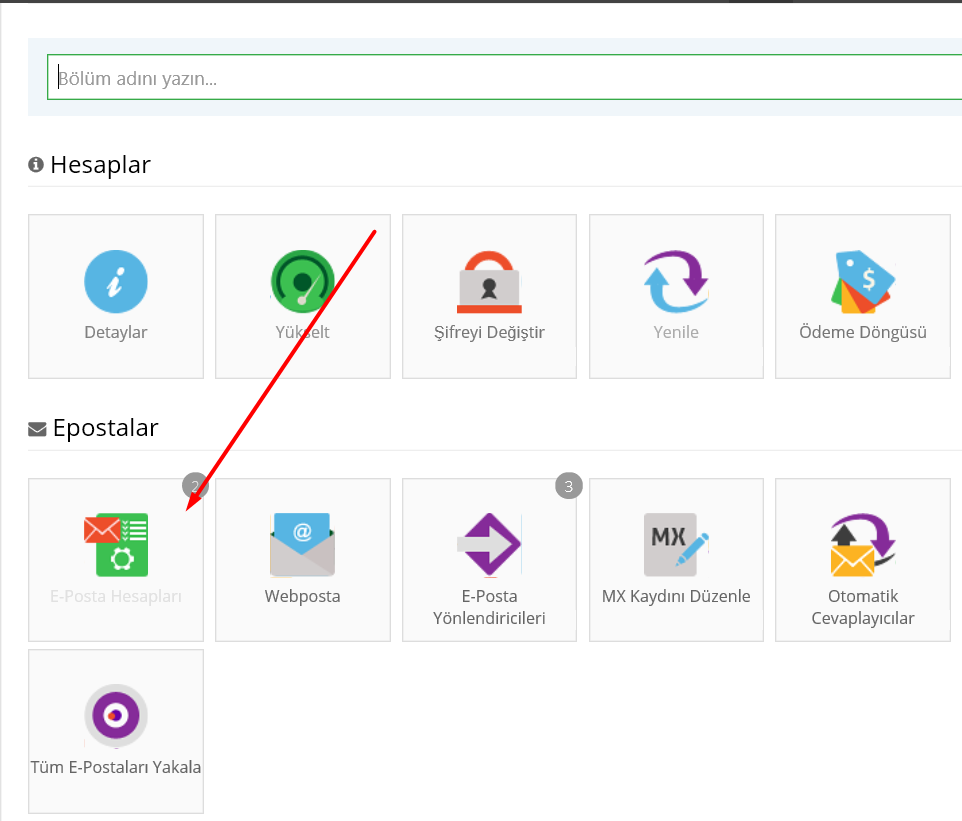 Bölüm adını yazın...
Hesaplar
Detaylar
Yükselt
Şifreyi Değiştir
Yenile
$
Ödeme Döngüsü
Epostalar
2
E-Posta Hesapları
@
Webposta
3
E-Posta
Yönlendiricileri
MX
MX Kaydını Düzenle
Otomatik
Cevaplayıcılar
Tüm E-Postaları Yakala